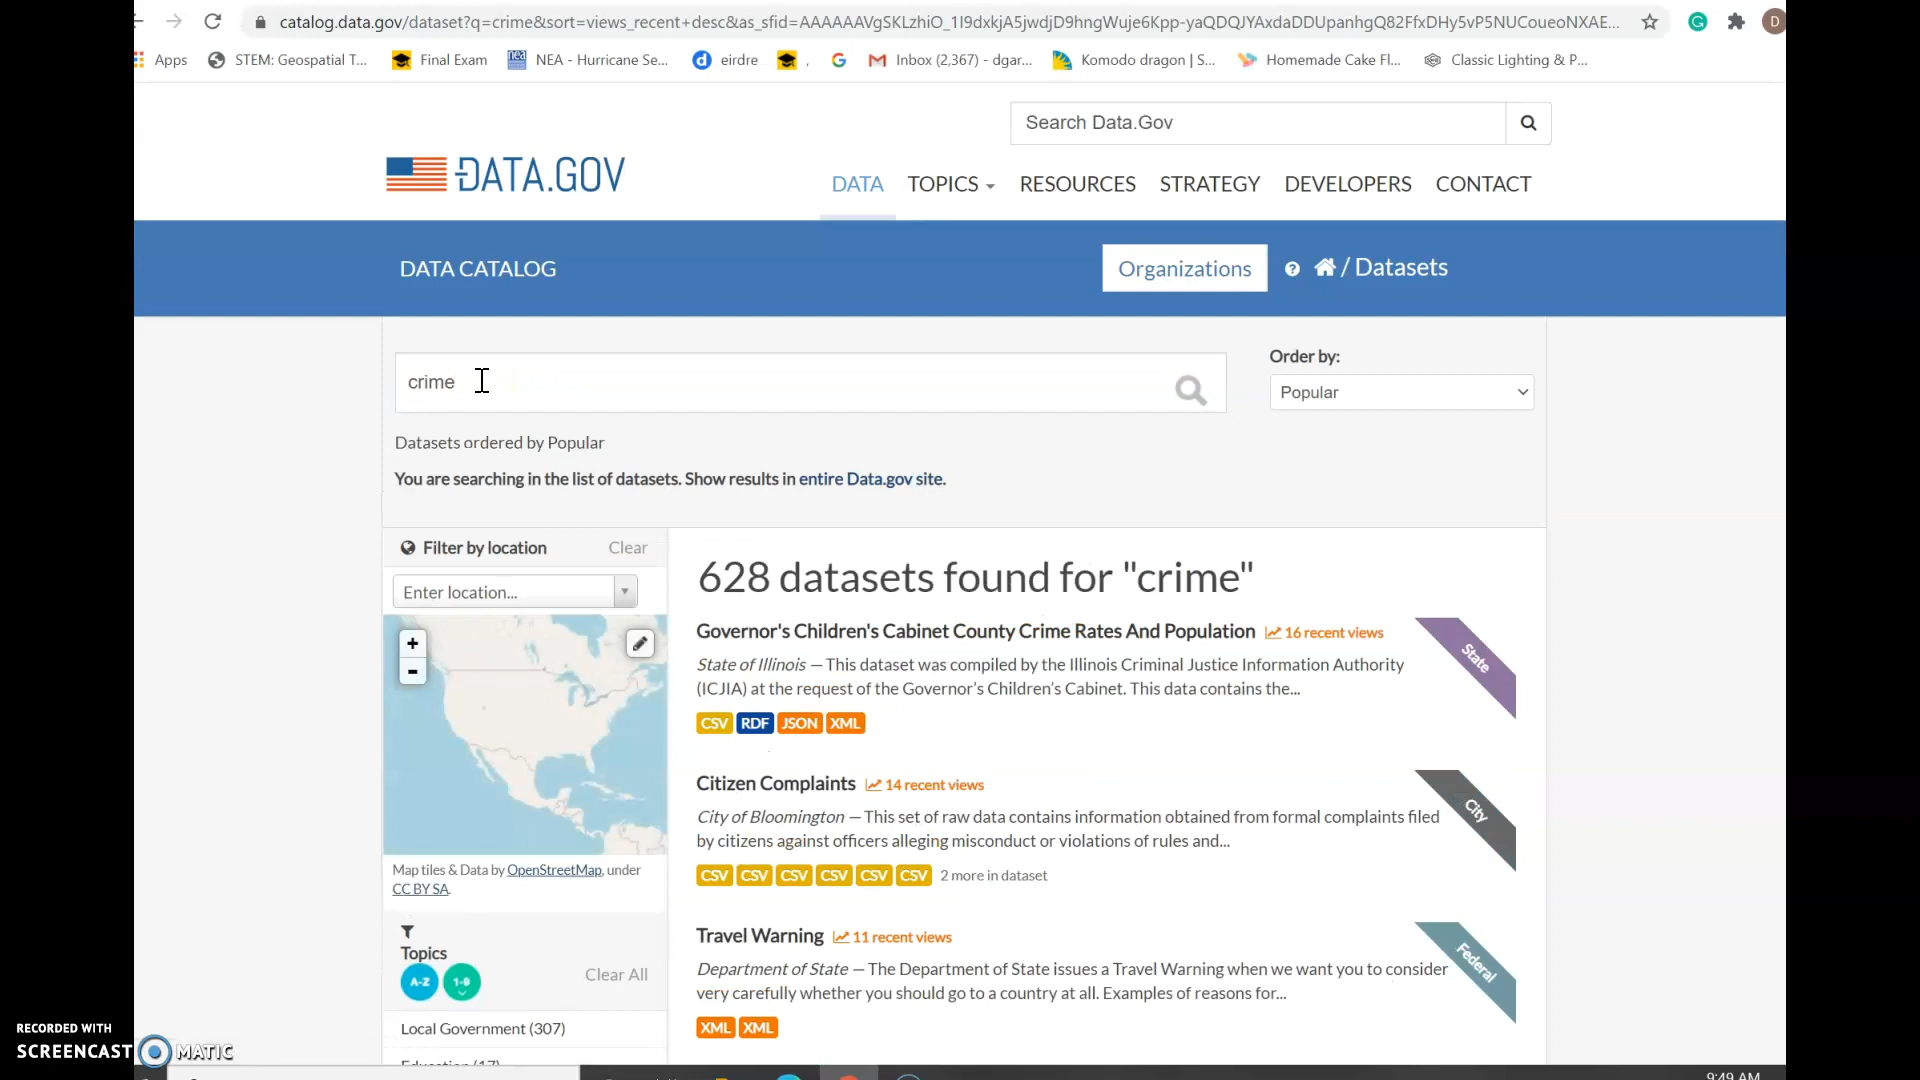 catalog.data.gov/dataset?q=crime&sort=views_recent+desc&as_sfid=AAAAAAVgSKLzhiO_1I9dxkjA5jwdjD9hngWuje6Kpp-yaQDQJYAxdaDDUpanhgQ82FfxDHy5vP5NUCoueoNXAE...
D
Apps STEM: Geospatial T... Final Exam nea NEA - Hurricane Se... d eirdre , G Inbox (2,367) - dgar... Komodo dragon | S... Homemade Cake Fl... Classic Lighting & P...
Search Data.Gov
DATA.GOV
DATA TOPICS RESOURCES STRATEGY DEVELOPERS CONTACT
DATA CATALOG Organizations ? / Datasets
Order by:
crime
Popular
Datasets ordered by Popular
You are searching in the list of datasets. Show results in entire Data.gov site.
Filter by location Clear
Enter location...
+
-
Map tiles & Data by OpenStreetMap, under
CC BY SA.
Topics
A-Z 1-9 Clear All
Local Government (307)
Education (17)
628 datasets found for "crime"
Governor's Children's Cabinet County Crime Rates And Population 16 recent views
State
State of Illinois — This dataset was compiled by the Illinois Criminal Justice Information Authority
(ICJIA) at the request of the Governor's Children's Cabinet. This data contains the...
CSV RDF JSON XML
Citizen Complaints 14 recent views
City
City of Bloomington — This set of raw data contains information obtained from formal complaints filed
by citizens against officers alleging misconduct or violations of rules and...
CSV CSV CSV CSV CSV CSV 2 more in dataset
Travel Warning 11 recent views
Federal
Department of State — The Department of State issues a Travel Warning when we want you to consider
very carefully whether you should go to a country at all. Examples of reasons for...
XML XML
RECORDED WITH
SCREENCAST MATIC
9:49 AM